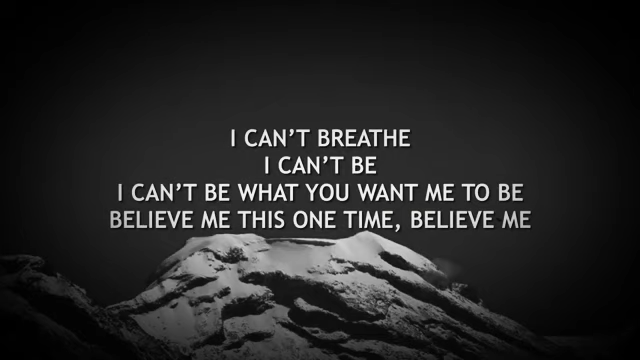 I CAN’T BREATHE
I CAN’T BE
I CAN’T BE WHAT YOU WANT ME TO BE
BELIEVE ME THIS ONE TIME, BELIEVE ME